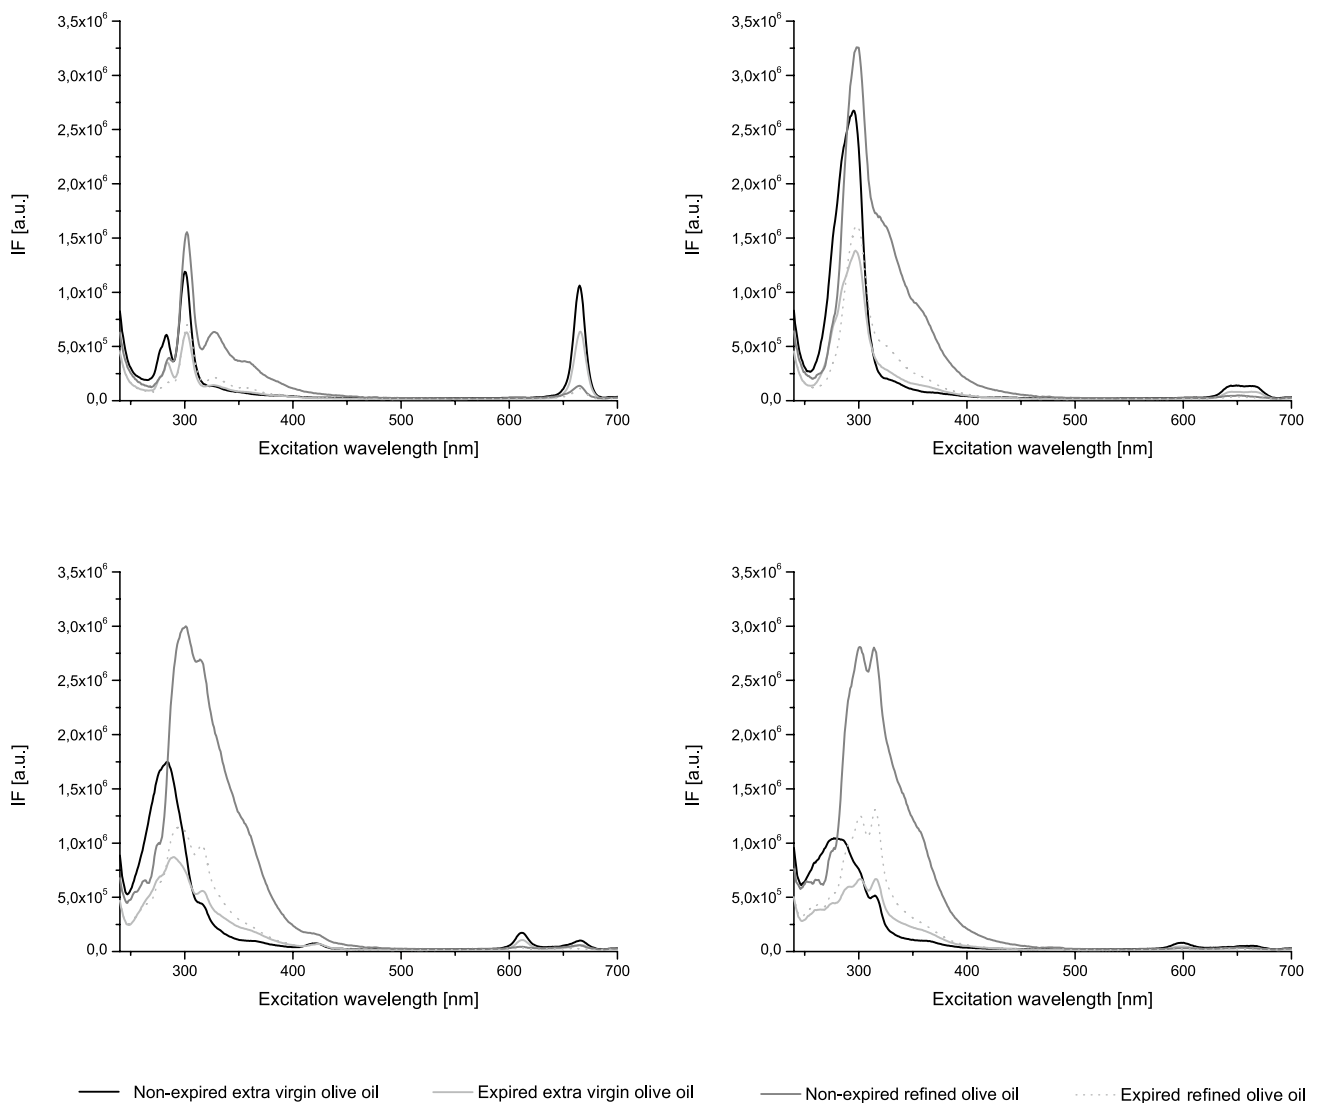 3,5x10⁶
3,0x10⁶
2,5x10⁶
2,0x10⁶
1,5x10⁶
1,0x10⁶
5,0x10⁵
0,0
IF [a.u.]
300 400 500 600 700
Excitation wavelength [nm]
3,5x10⁶
3,0x10⁶
2,5x10⁶
2,0x10⁶
1,5x10⁶
1,0x10⁶
5,0x10⁵
0,0
IF [a.u.]
300 400 500 600 700
Excitation wavelength [nm]
3,5x10⁶
3,0x10⁶
2,5x10⁶
2,0x10⁶
1,5x10⁶
1,0x10⁶
5,0x10⁵
0,0
IF [a.u.]
300 400 500 600 700
Excitation wavelength [nm]
3,5x10⁶
3,0x10⁶
2,5x10⁶
2,0x10⁶
1,5x10⁶
1,0x10⁶
5,0x10⁵
0,0
IF [a.u.]
300 400 500 600 700
Excitation wavelength [nm]
Non-expired extra virgin olive oil Expired extra virgin olive oil Non-expired refined olive oil Expired refined olive oil